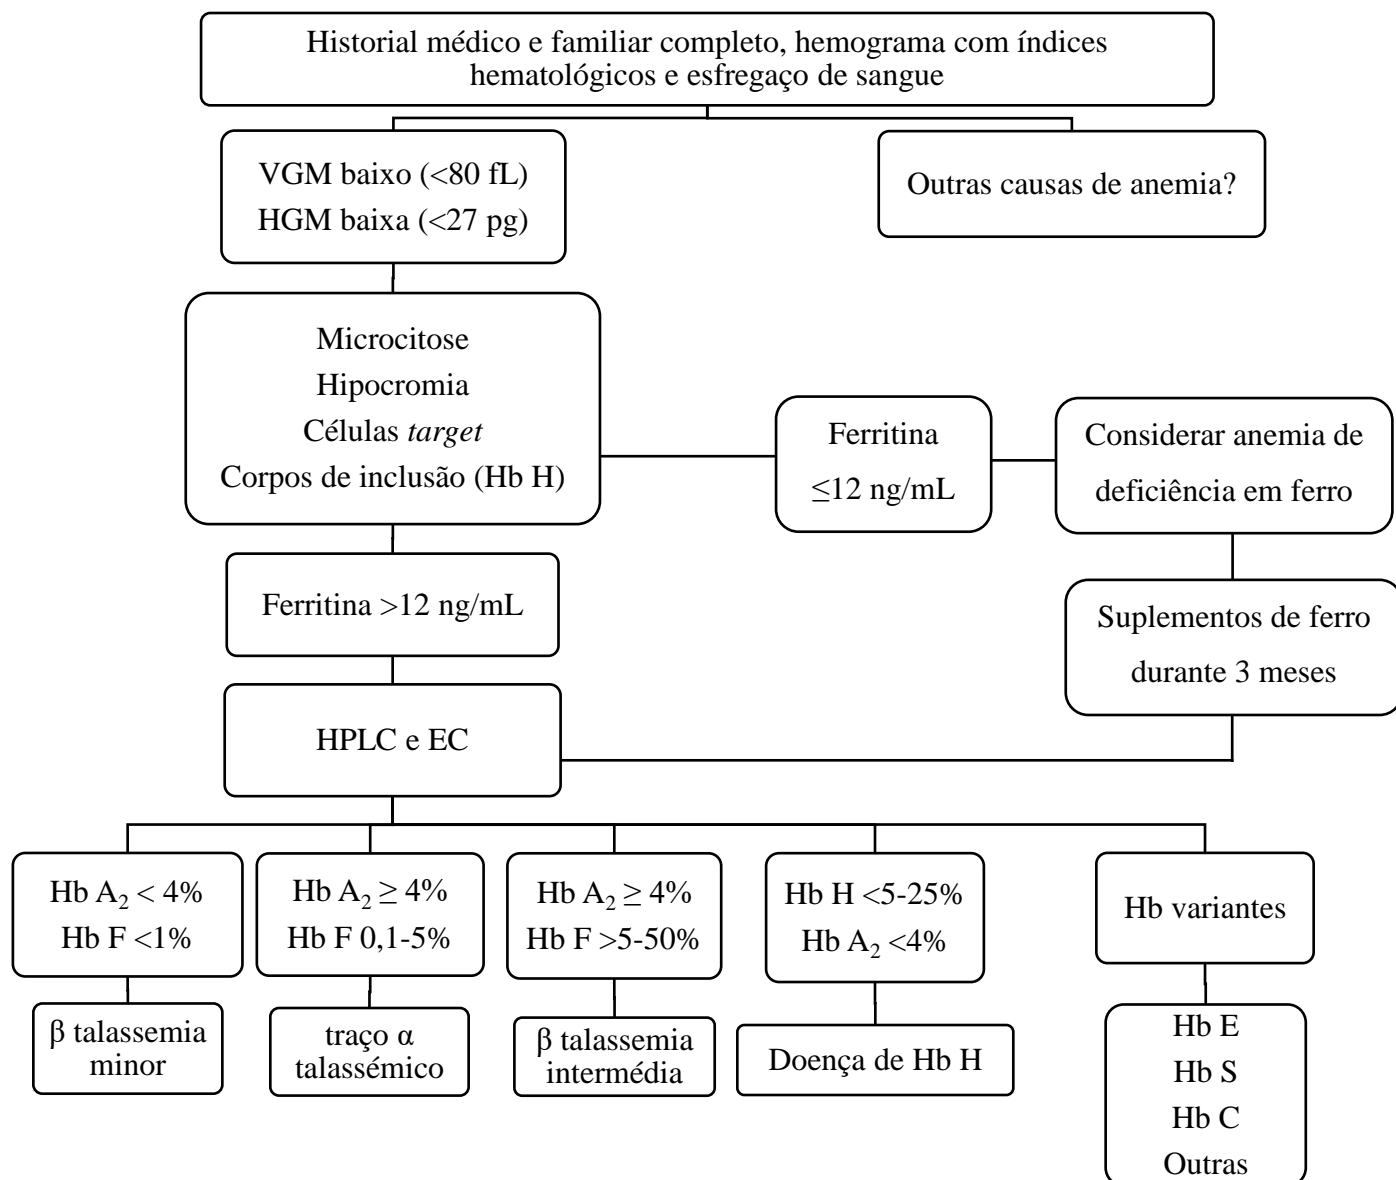 Historial médico e familiar completo, hemograma com índices
hematológicos e esfregaço de sangue
VGM baixo (<80 fL)
HGM baixa (<27 pg)
Outras causas de anemia?
Microcitose
Hipocromia
Células target
Corpos de inclusão (Hb H)
Ferritina
≤12 ng/mL
Considerar anemia de
deficiência em ferro
Ferritina >12 ng/mL
Suplementos de ferro
durante 3 meses
HPLC e EC
Hb A₂ < 4%
Hb F <1%
Hb A₂ ≥ 4%
Hb F 0,1-5%
Hb A₂ ≥ 4%
Hb F >5-50%
Hb H <5-25%
Hb A₂ <4%
Hb variantes
β talassemia
minor
traço α
talassémico
β talassemia
intermédia
Doença de Hb H
Hb E
Hb S
Hb C
Outras